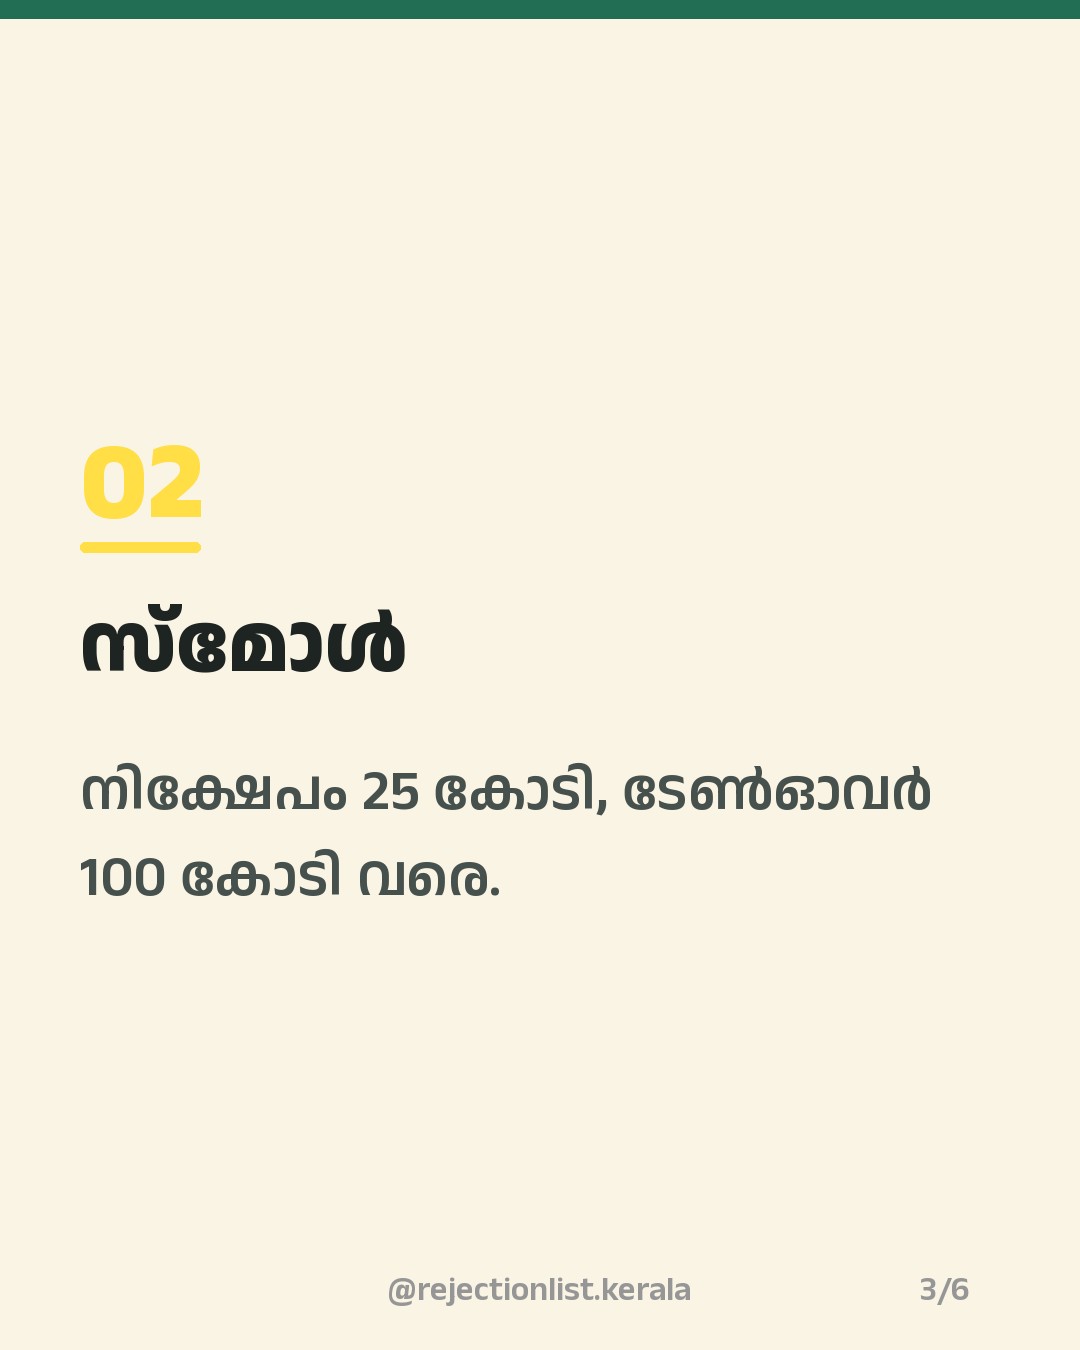 02
സ്മോൾ
നിക്ഷേപം 25 കോടി, ടേൺഓവർ
100 കോടി വരെ.
@rejectionlist.kerala
3/6